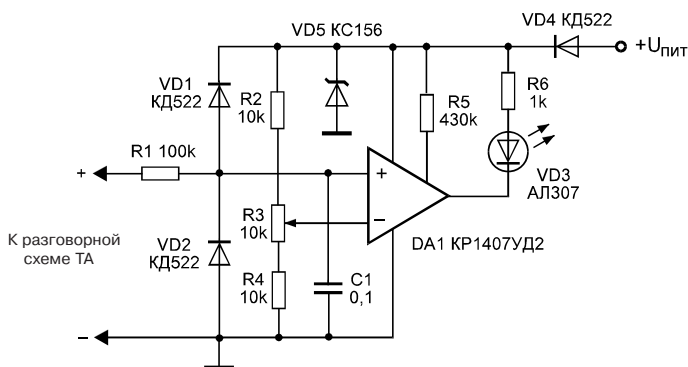 VD4 КД522
VD5 КС156
+Uпит
VD1
КД522
R2
10k
R5
430k
R6
1k
R1 100k
+
+
VD3
АЛ307
К разговорной
схеме ТА
R3
10k
−
VD2
КД522
DA1 КР1407УД2
R4
10k
C1
0,1
−